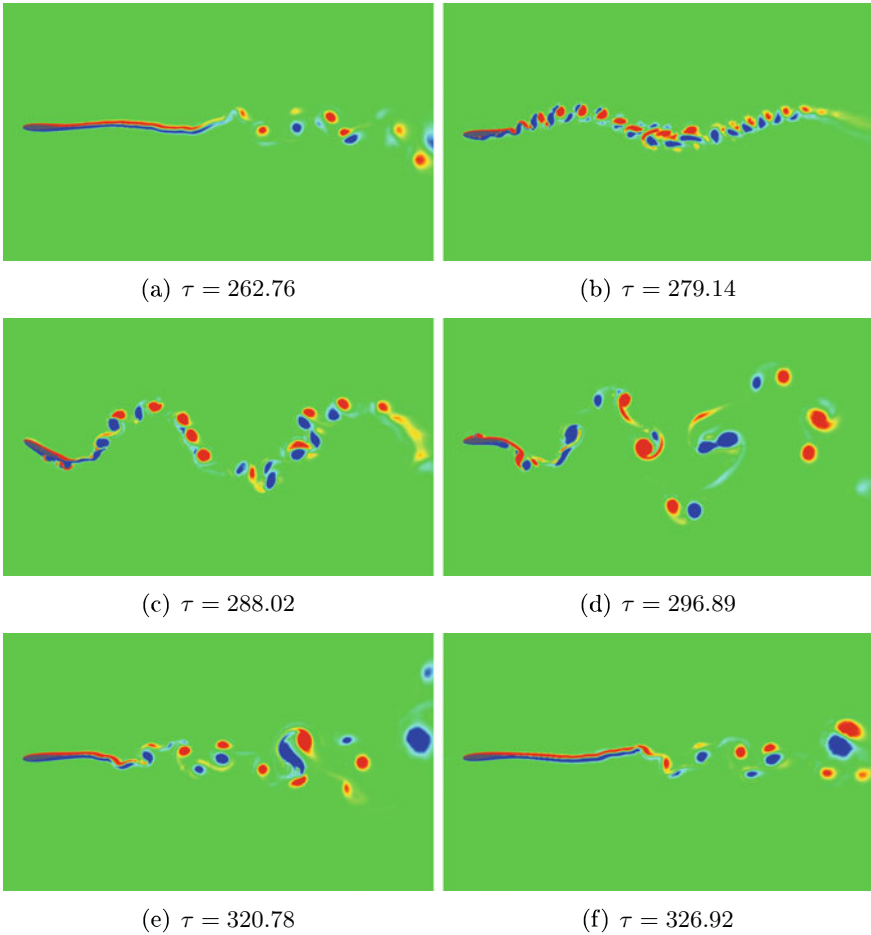 (a) τ = 262.76
(b) τ = 279.14
(c) τ = 288.02
(d) τ = 296.89
(e) τ = 320.78
(f) τ = 326.92